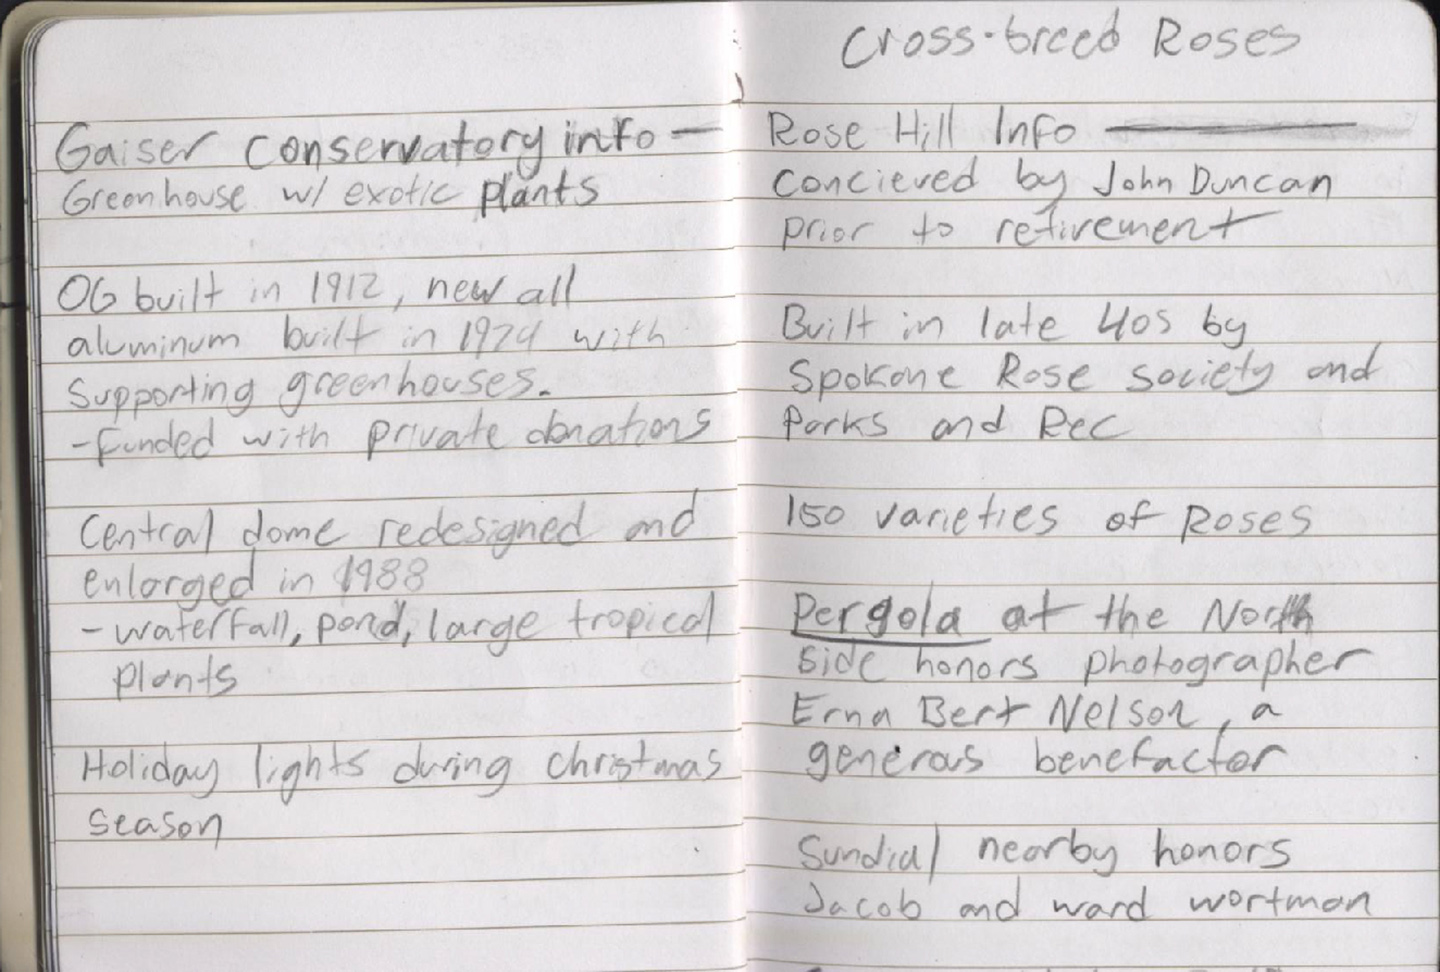 Gaiser Conservatory info —
Greenhouse w/ exotic plants
OG built in 1912, new all
aluminum built in 1974 with
supporting greenhouses.
- Funded with private donations
Central dome redesigned and
enlarged in 1988
- waterfall, pond, large tropical
plants
Holiday lights during christmas
season
Cross-breed Roses
Rose Hill Info —
concieved by John Duncan
prior to retirement
Built in late 40s by
Spokane Rose society and
Parks and Rec
150 varieties of Roses
Pergola at the North
side honors photographer
Erna Bert Nelson, a
generous benefactor
Sundial nearby honors
Jacob and ward wortman